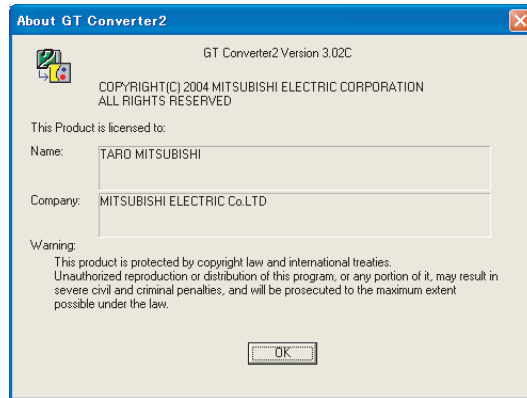 About GT Converter2
GT Converter2 Version 3.02C
COPYRIGHT(C) 2004 MITSUBISHI ELECTRIC CORPORATION
ALL RIGHTS RESERVED
This Product is licensed to:
Name:
TARO MITSUBISHI
Company:
MITSUBISHI ELECTRIC Co.LTD
Warning:
This product is protected by copyright law and international treaties.
Unauthorized reproduction or distribution of this program, or any portion of it, may result in
severe civil and criminal penalties, and will be prosecuted to the maximum extent
possible under the law.
OK